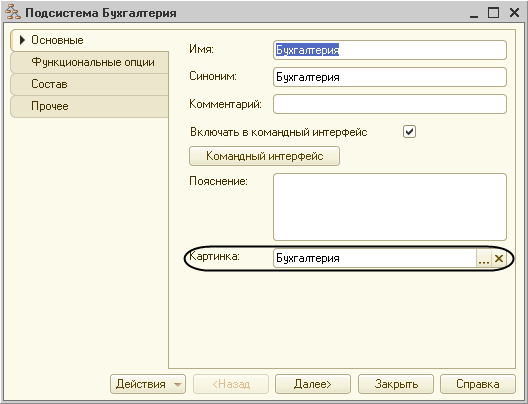 Подсистема Бухгалтерия
Основные
Функциональные опции
Состав
Прочее
Имя: Бухгалтерия
Синоним: Бухгалтерия
Комментарий:
Включать в командный интерфейс
Командный интерфейс
Пояснение:
Картинка: Бухгалтерия ...
Действия <Назад Далее> Закрыть Справка